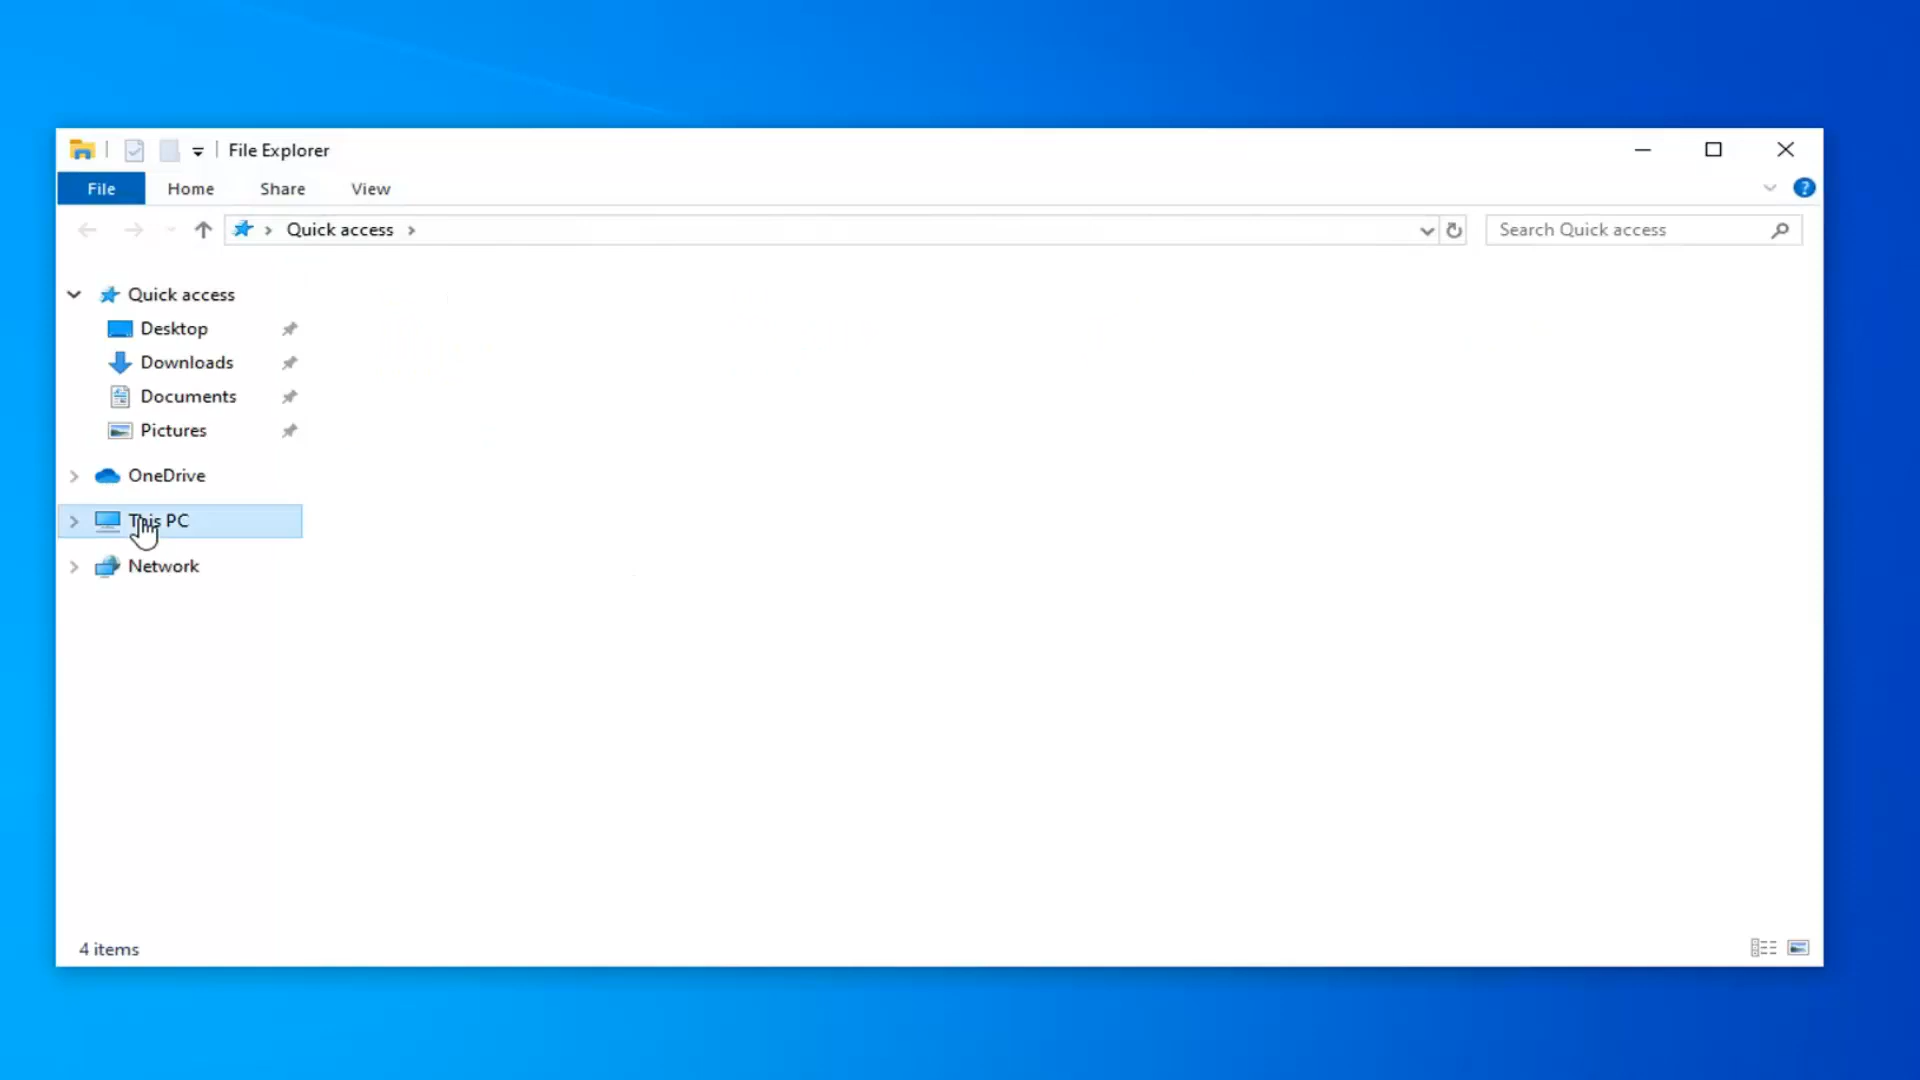 File Explorer
File Home Share View
?
Quick access
Search Quick access
Quick access
Desktop
Downloads
Documents
Pictures
OneDrive
This PC
Network
4 items